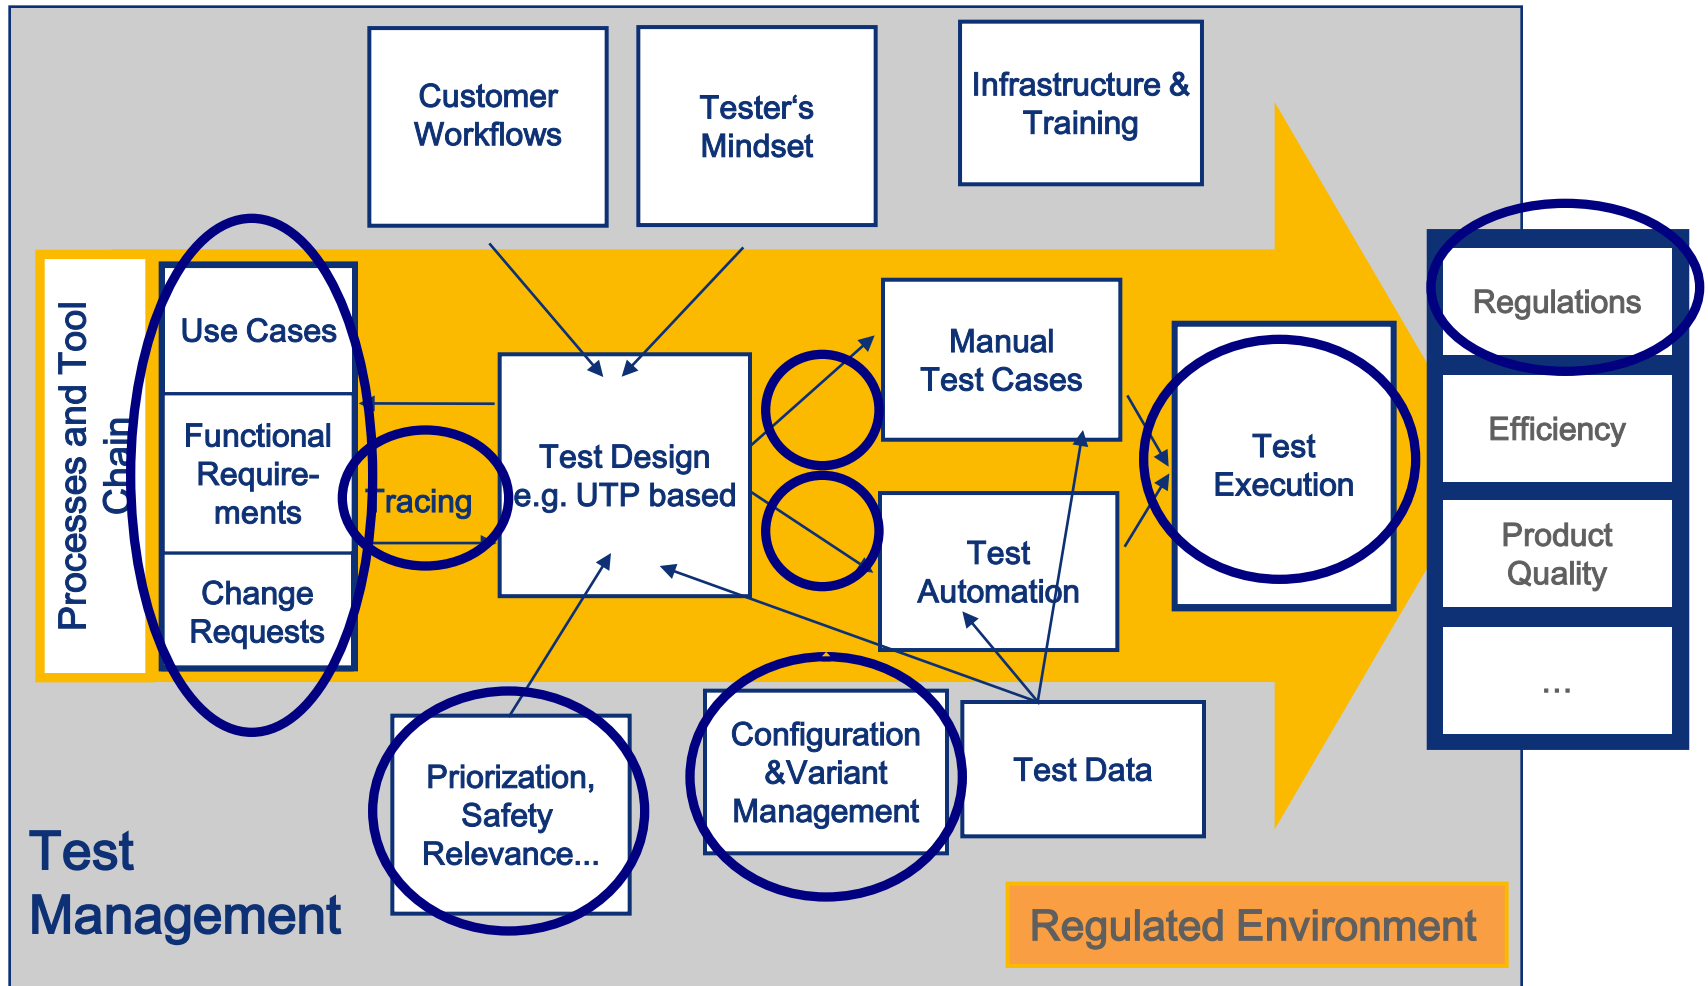 Customer
Workflows
Tester‘s
Mindset
Infrastructure &
Training
Processes and Tool
Chain
Use Cases
Functional
Require-
ments
Change
Requests
Tracing
Test Design
e.g. UTP based
Manual
Test Cases
Test
Automation
Test
Execution
Regulations
Efficiency
Product
Quality
...
Priorization,
Safety
Relevance...
Configuration
&Variant
Management
Test Data
Test
Management
Regulated Environment